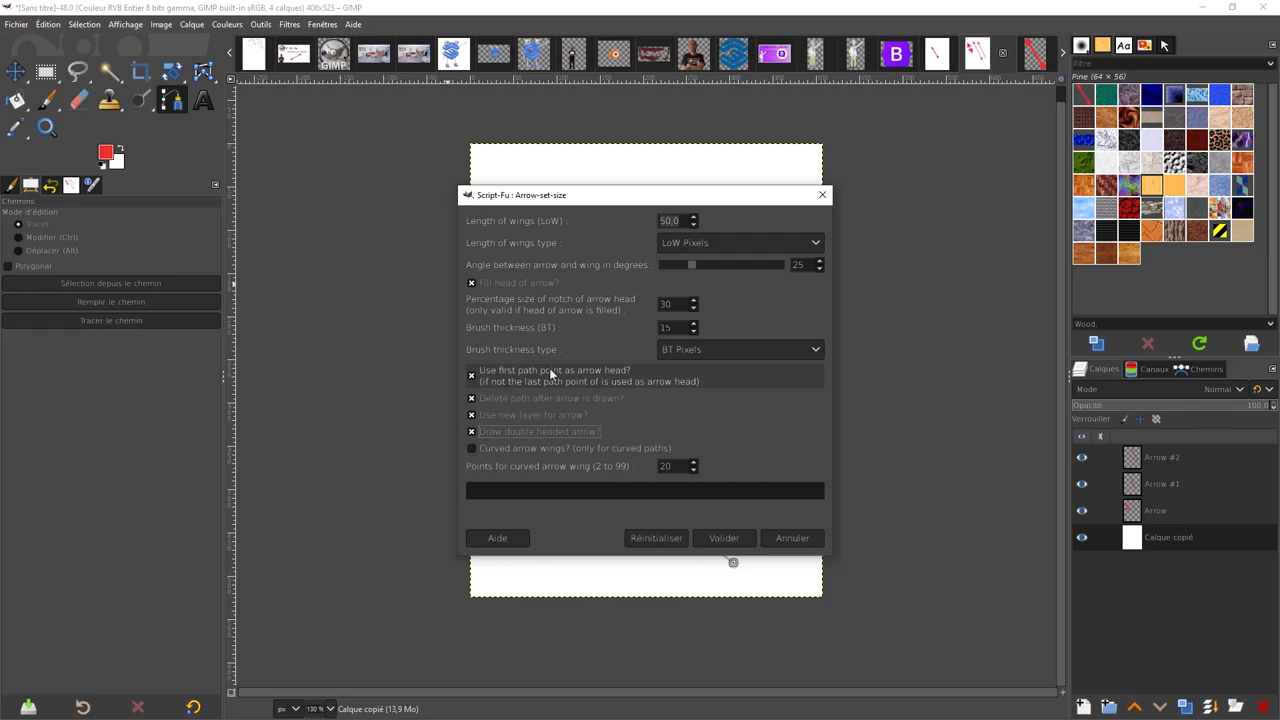 *[Sans titre]-48.0 (Couleur RVB Entier 8 bits gamma, GIMP built-in sRGB, 4 calques) 408x525 – GIMP
Fichier Édition Sélection Affichage Image Calque Couleurs Outils Filtres Fenêtres Aide
GIMP
B
Aa
Filtre
Pine (64 × 56)
Chemins
Mode d'édition
Tracer
Modifier (Ctrl)
Déplacer (Alt)
Polygonal
Sélection depuis le chemin
Remplir le chemin
Tracer le chemin
Script-Fu : Arrow-set-size
Length of wings (LoW) : 50,0
Length of wings type : LoW Pixels
Angle between arrow and wing in degrees : 25
Fill head of arrow?
Percentage size of notch of arrow head
(only valid if head of arrow is filled) : 30
Brush thickness (BT) : 15
Brush thickness type : BT Pixels
Use first path point as arrow head?
(if not the last path point of is used as arrow head)
Delete path after arrow is drawn?
Use new layer for arrow?
Draw double headed arrow?
Curved arrow wings? (only for curved paths)
Points for curved arrow wing (2 to 99) : 20
Aide Réinitialiser Valider Annuler
Wood,
Calques Canaux Chemins
Mode Normal
Opacité 100,0
Verrouiller :
Arrow #2
Arrow #1
Arrow
Calque copié
px 130 % Calque copié (13,9 Mo)